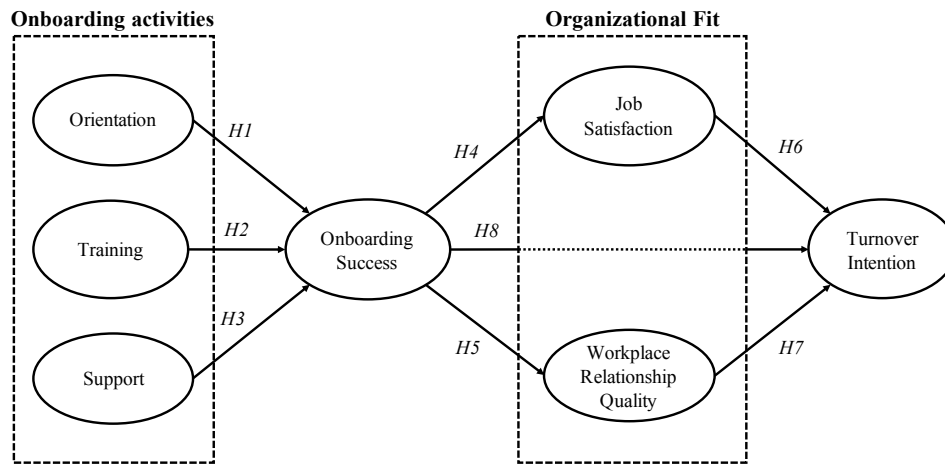 Onboarding activities
Organizational Fit
Orientation
Training
Support
H1
H2
H3
Onboarding
Success
H4
H8
H5
Job
Satisfaction
Workplace
Relationship
Quality
H6
H7
Turnover
Intention